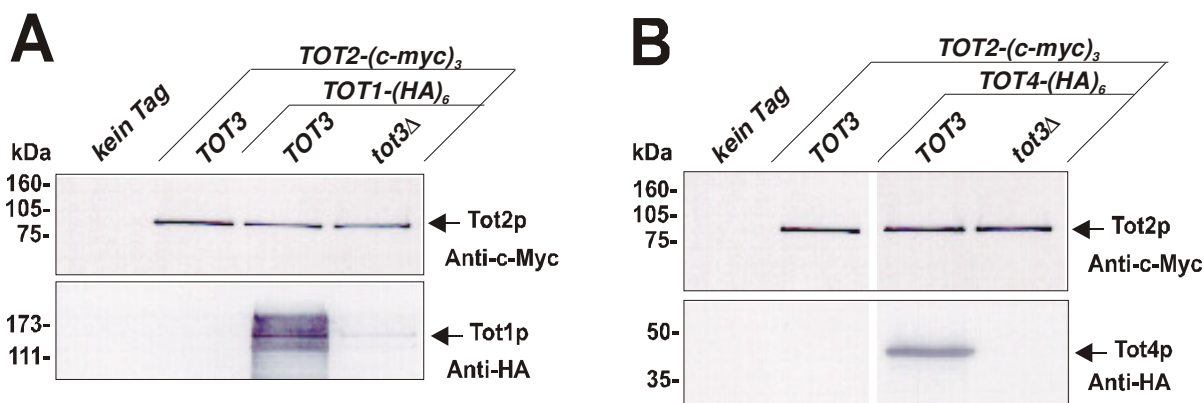 A
TOT2-(c-myc)₃
TOT1-(HA)₆
kein Tag
TOT3
TOT3
tot3Δ
kDa
160-
105-
75-
Tot2p
Anti-c-Myc
173-
111-
Tot1p
Anti-HA
B
TOT2-(c-myc)₃
TOT4-(HA)₆
kein Tag
TOT3
TOT3
tot3Δ
kDa
160-
105-
75-
Tot2p
Anti-c-Myc
50-
35-
Tot4p
Anti-HA